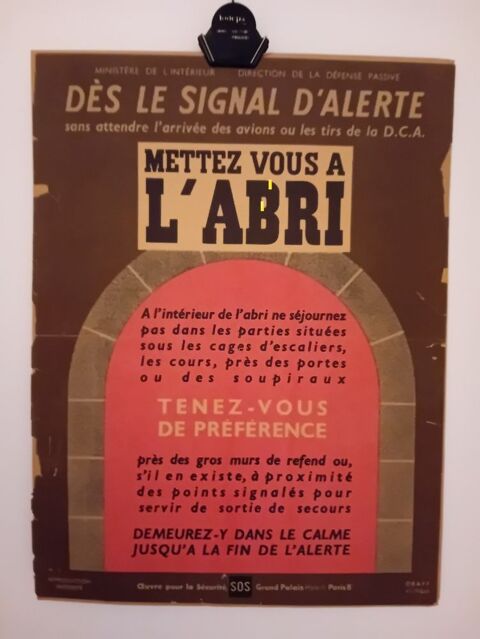 MINISTÈRE DE L'INTÉRIEUR DIRECTION DE LA DÉFENSE PASSIVE
DÈS LE SIGNAL D'ALERTE
sans attendre l'arrivée des avions ou les tirs de la D.C.A.
METTEZ VOUS A
L'ABRI
A l'intérieur de l'abri ne séjournez
pas dans les parties situées
sous les cages d'escaliers,
les cours, près des portes
ou des soupiraux
TENEZ-VOUS
DE PRÉFÉRENCE
près des gros murs de refend ou,
s'il en existe, à proximité
des points signalés pour
servir de sortie de secours
DEMEUREZ-Y DANS LE CALME
JUSQU'A LA FIN DE L'ALERTE
Œuvre pour la Sécurité SOS Grand Palais Paris 8